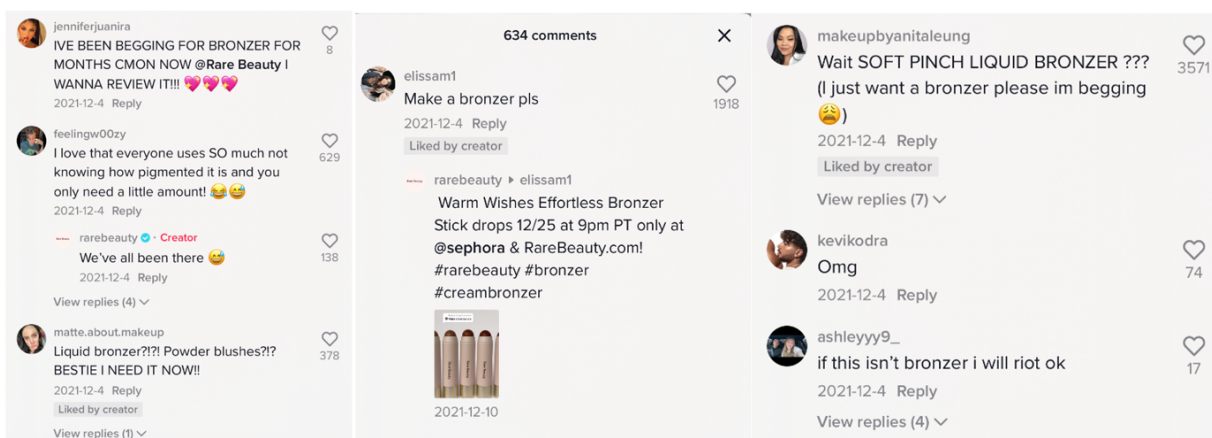 jenniferjuanira
IVE BEEN BEGGING FOR BRONZER FOR
MONTHS CMON NOW @Rare Beauty I
WANNA REVIEW IT!!! 💖💖💖
8
2021-12-4 Reply
feelingw00zy
I love that everyone uses SO much not
knowing how pigmented it is and you
only need a little amount! 😂😅
629
2021-12-4 Reply
rarebeauty · Creator
We've all been there 😅
138
2021-12-4 Reply
View replies (4)
matte.about.makeup
Liquid bronzer?!?! Powder blushes?!?
BESTIE I NEED IT NOW!!
378
2021-12-4 Reply
Liked by creator
View replies (1)
634 comments
elissam1
Make a bronzer pls
1918
2021-12-4 Reply
Liked by creator
rarebeauty ▸ elissam1
Warm Wishes Effortless Bronzer
Stick drops 12/25 at 9pm PT only at
@sephora & RareBeauty.com!
#rarebeauty #bronzer
#creambronzer
2021-12-10
makeupbyanitaleung
Wait SOFT PINCH LIQUID BRONZER ???
(I just want a bronzer please im begging
😩)
3571
2021-12-4 Reply
Liked by creator
View replies (7)
kevikodra
Omg
74
2021-12-4 Reply
ashleyyy9_
if this isn't bronzer i will riot ok
17
2021-12-4 Reply
View replies (4)